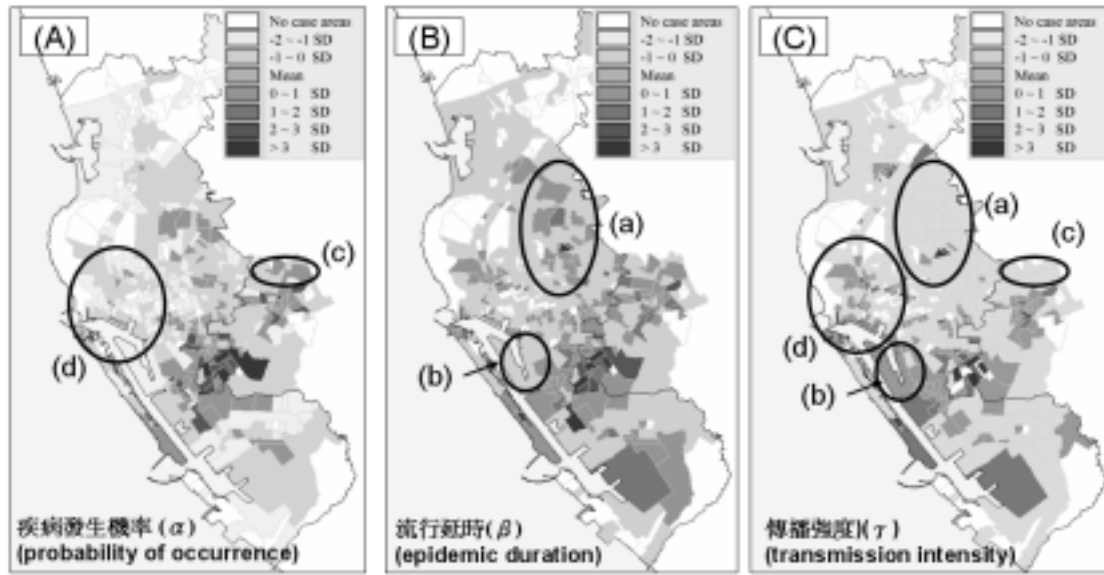 (A)
No case areas
-2 ~ -1 SD
-1 ~ 0 SD
Mean
0 ~ 1 SD
1 ~ 2 SD
2 ~ 3 SD
> 3 SD
(c)
(d)
疾病發生機率 (α)
(probability of occurrence)
(B)
No case areas
-2 ~ -1 SD
-1 ~ 0 SD
Mean
0 ~ 1 SD
1 ~ 2 SD
2 ~ 3 SD
> 3 SD
(a)
(b)
流行延時(β)
(epidemic duration)
(C)
No case areas
-2 ~ -1 SD
-1 ~ 0 SD
Mean
0 ~ 1 SD
1 ~ 2 SD
2 ~ 3 SD
> 3 SD
(a)
(c)
(d)
(b)
傳播強度)(γ)
(transmission intensity)